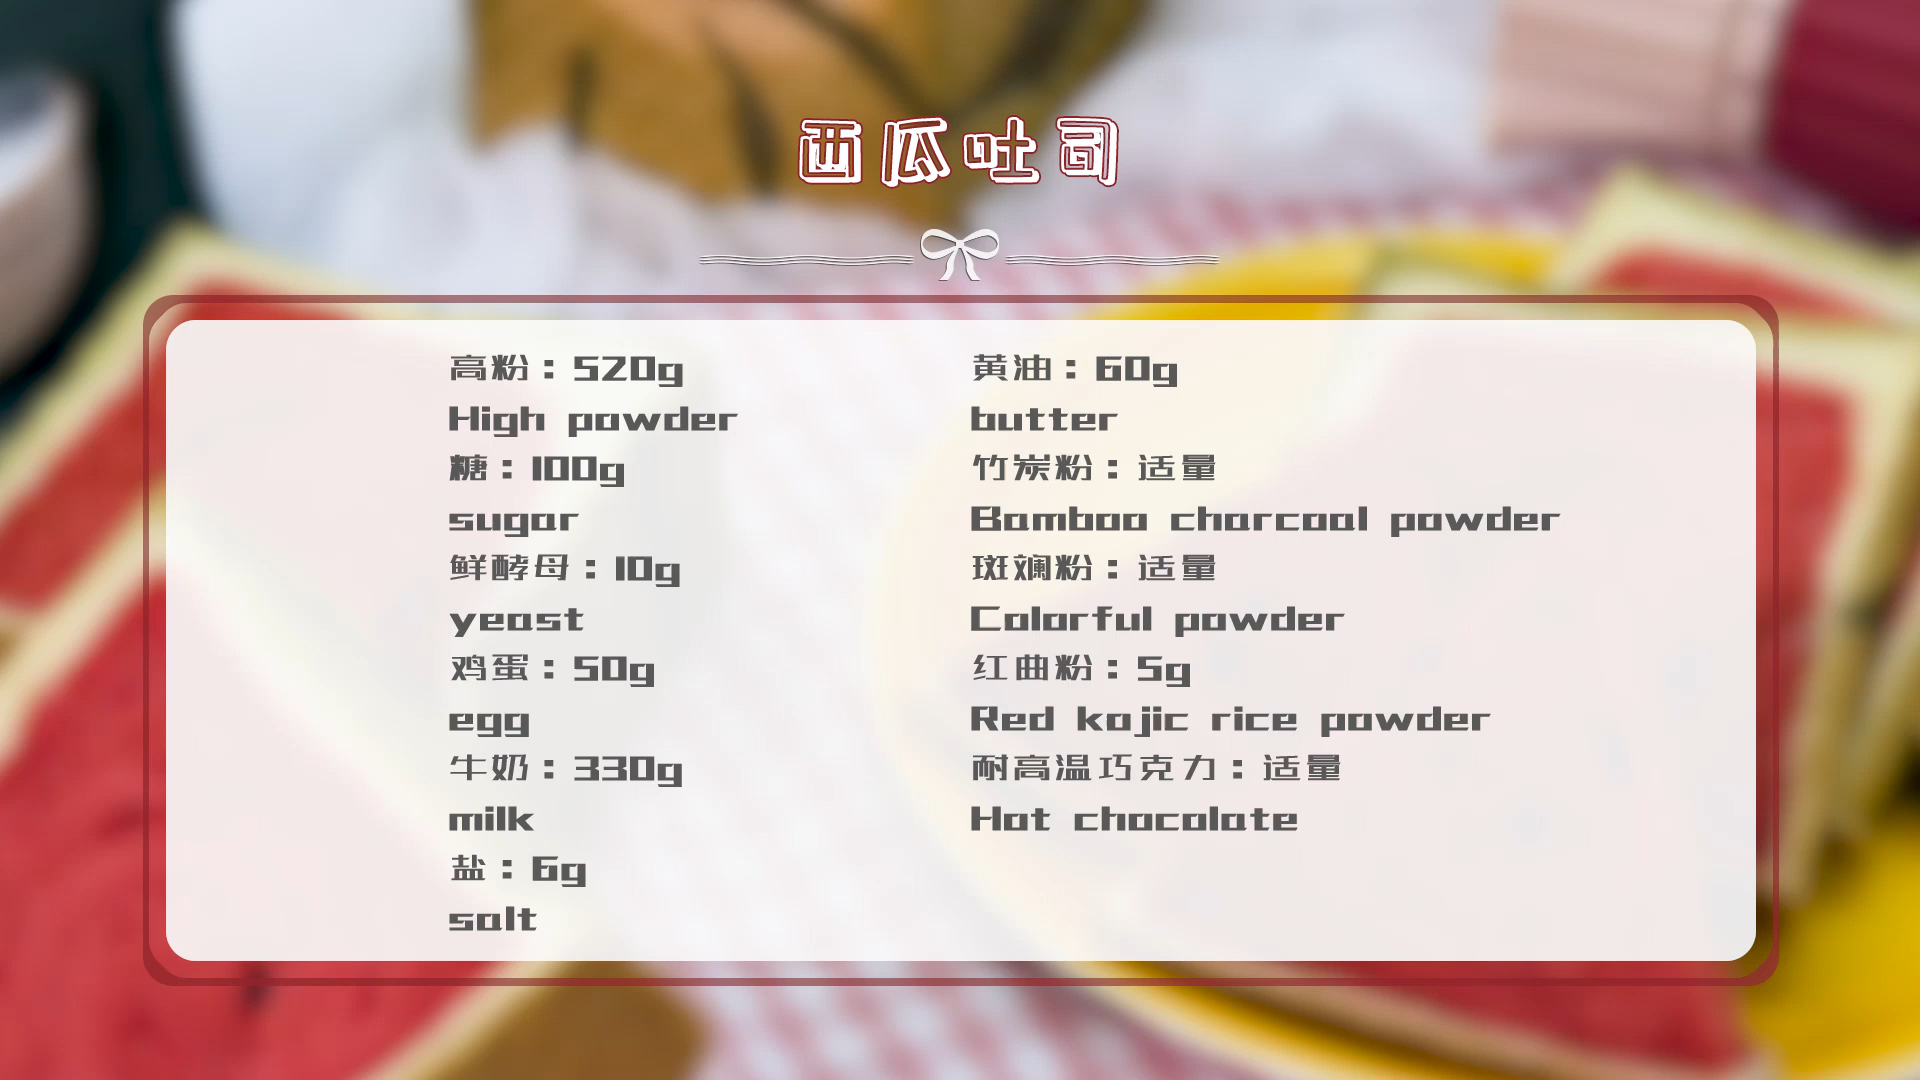 西瓜吐司
高粉：520g
High powder
糖：100g
sugar
鲜酵母：10g
yeast
鸡蛋：50g
egg
牛奶：330g
milk
盐：6g
salt
黄油：60g
butter
竹炭粉：适量
Bamboo charcoal powder
斑斓粉：适量
Colorful powder
红曲粉：5g
Red kojic rice powder
耐高温巧克力：适量
Hot chocolate